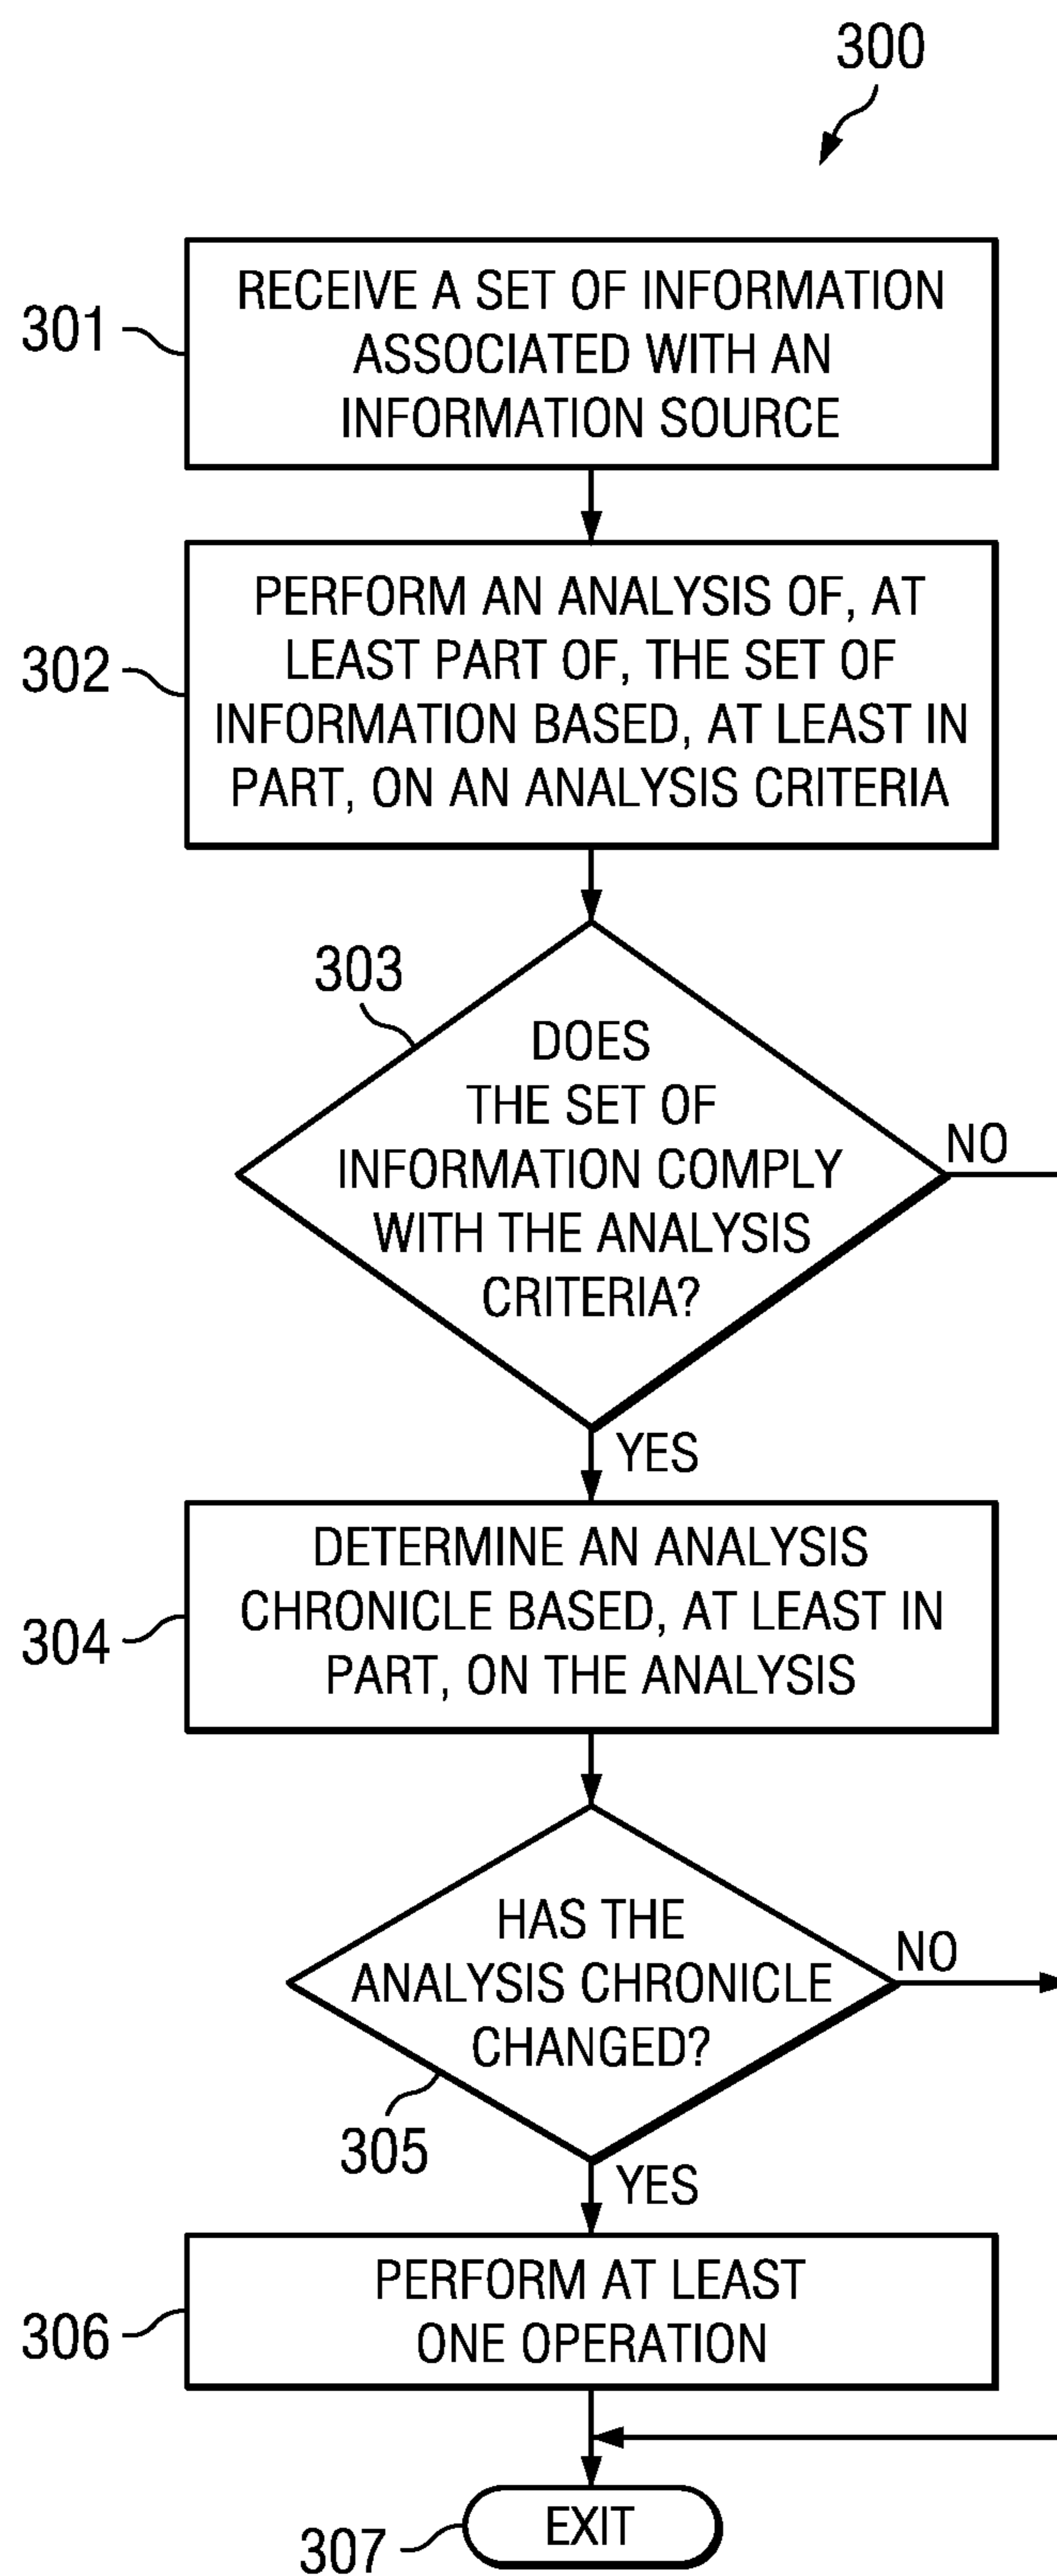 300
301
RECEIVE A SET OF INFORMATION
ASSOCIATED WITH AN
INFORMATION SOURCE
302
PERFORM AN ANALYSIS OF, AT
LEAST PART OF, THE SET OF
INFORMATION BASED, AT LEAST IN
PART, ON AN ANALYSIS CRITERIA
303
DOES
THE SET OF
INFORMATION COMPLY
WITH THE ANALYSIS
CRITERIA?
NO
YES
304
DETERMINE AN ANALYSIS
CHRONICLE BASED, AT LEAST IN
PART, ON THE ANALYSIS
HAS THE
ANALYSIS CHRONICLE
CHANGED?
NO
305
YES
306
PERFORM AT LEAST
ONE OPERATION
307
EXIT